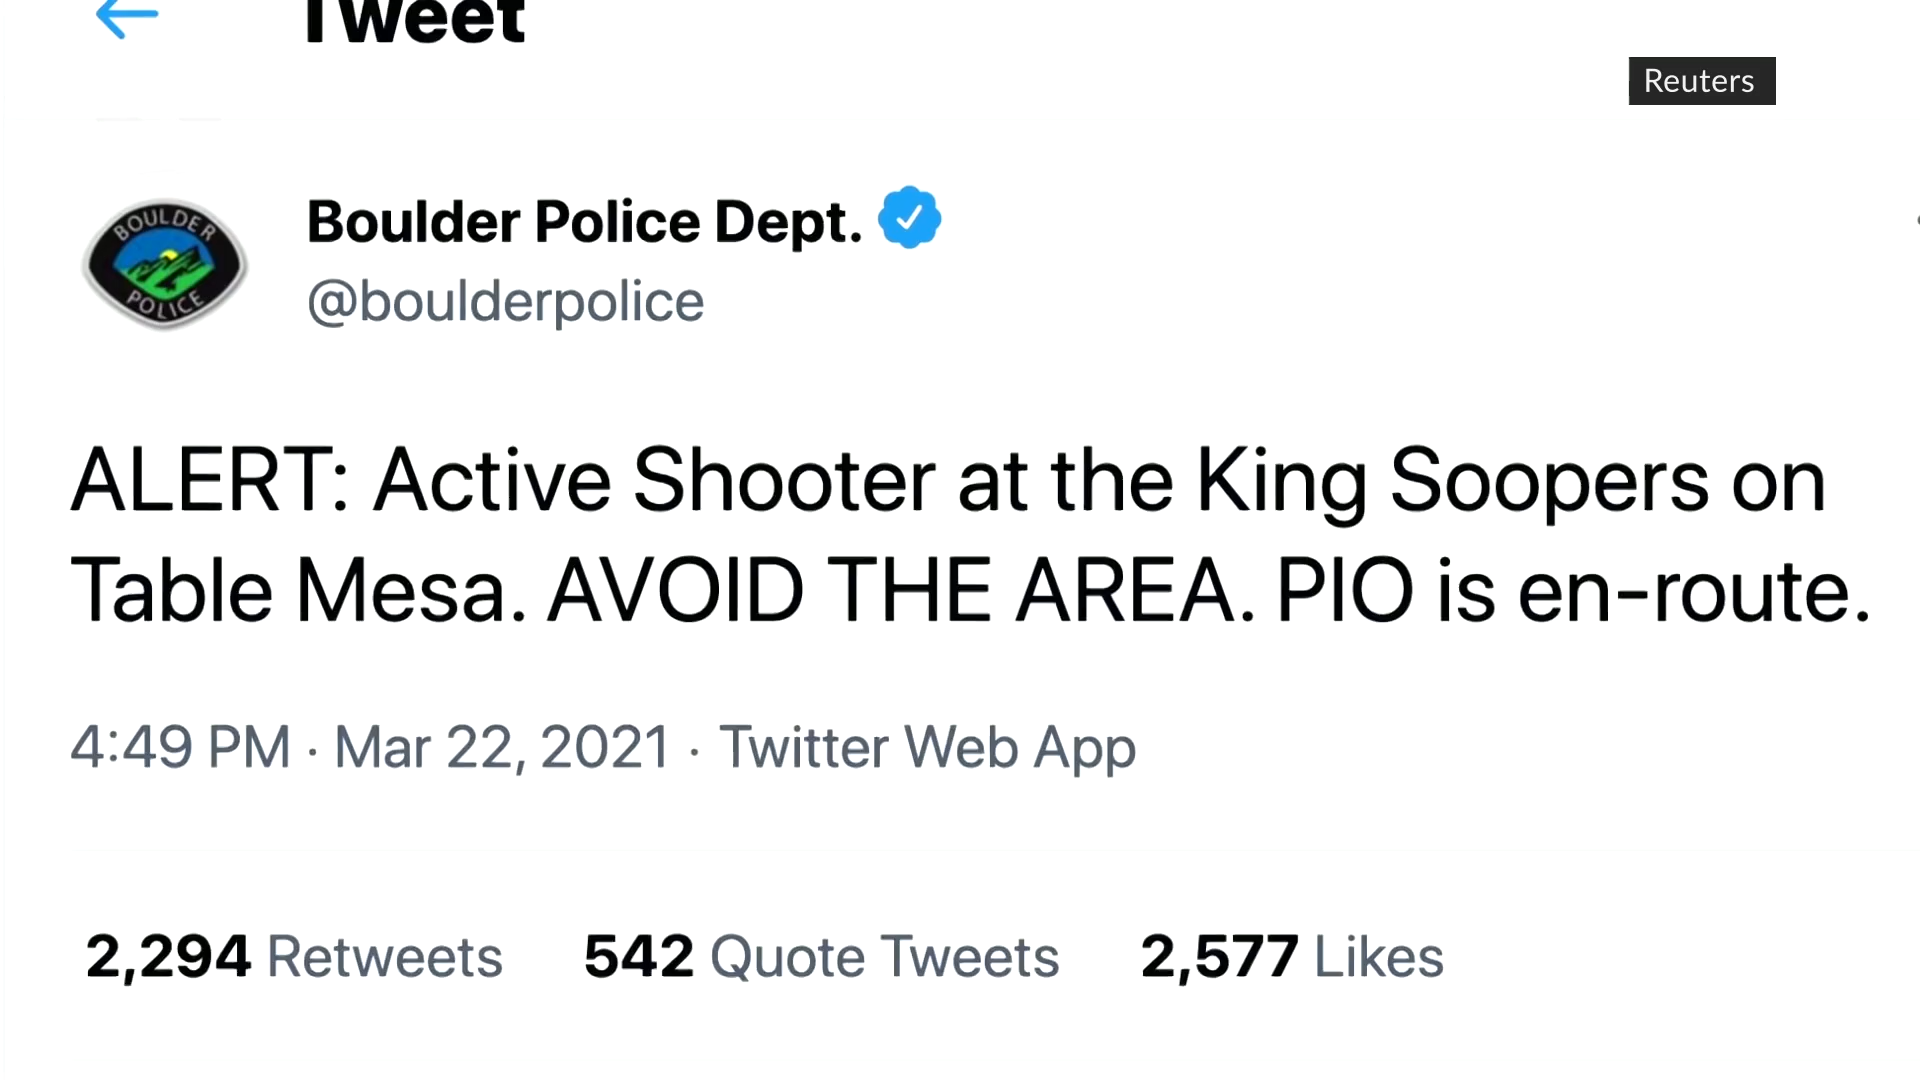 Tweet
Reuters
BOULDER
POLICE
Boulder Police Dept.
@boulderpolice
ALERT: Active Shooter at the King Soopers on
Table Mesa. AVOID THE AREA. PIO is en-route.
4:49 PM · Mar 22, 2021 · Twitter Web App
2,294 Retweets 542 Quote Tweets 2,577 Likes